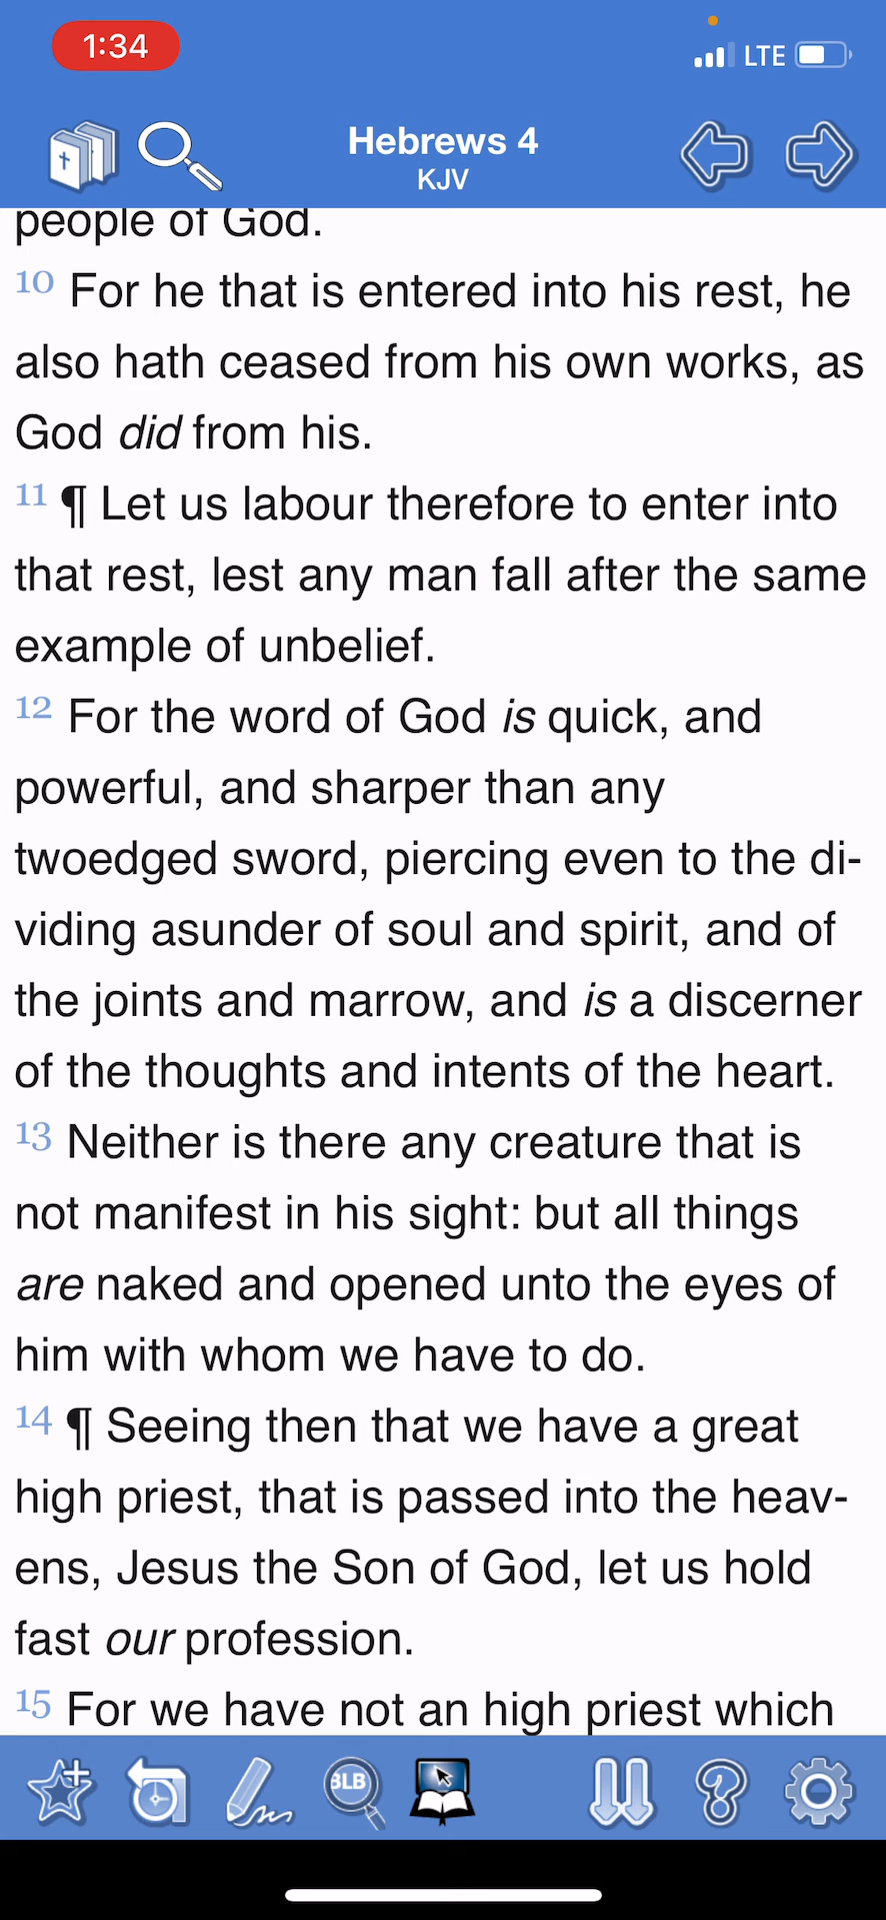 1:34
LTE
Hebrews 4
KJV
people of God.
10 For he that is entered into his rest, he
also hath ceased from his own works, as
God did from his.
11 ¶ Let us labour therefore to enter into
that rest, lest any man fall after the same
example of unbelief.
12 For the word of God is quick, and
powerful, and sharper than any
twoedged sword, piercing even to the di-
viding asunder of soul and spirit, and of
the joints and marrow, and is a discerner
of the thoughts and intents of the heart.
13 Neither is there any creature that is
not manifest in his sight: but all things
are naked and opened unto the eyes of
him with whom we have to do.
14 ¶ Seeing then that we have a great
high priest, that is passed into the heav-
ens, Jesus the Son of God, let us hold
fast our profession.
15 For we have not an high priest which
BLB